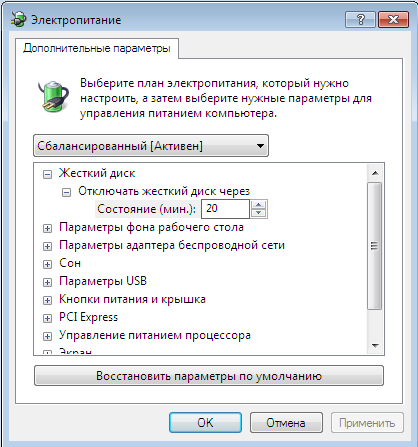 Электропитание
Дополнительные параметры
Выберите план электропитания, который нужно
настроить, а затем выберите нужные параметры для
управления питанием компьютера.
Сбалансированный [Активен]
Жесткий диск
Отключать жесткий диск через
Состояние (мин.): 20
Параметры фона рабочего стола
Параметры адаптера беспроводной сети
Сон
Параметры USB
Кнопки питания и крышка
PCI Express
Управление питанием процессора
Экран
Восстановить параметры по умолчанию
OK Отмена Применить